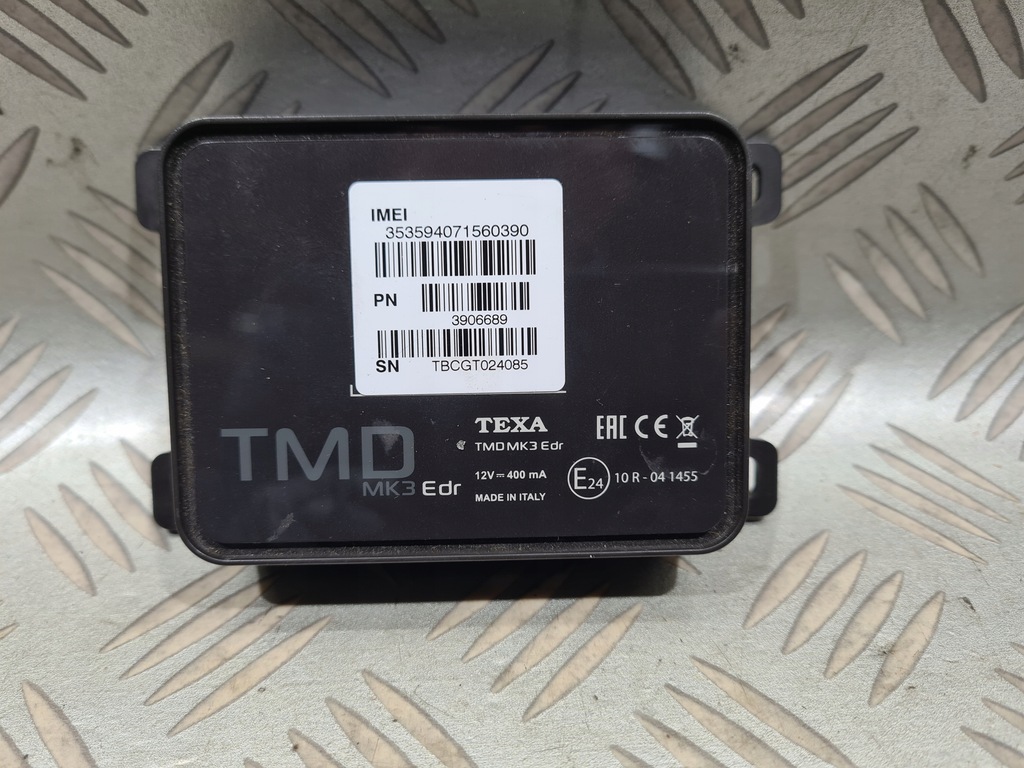 IMEI
353594071560390
PN
3906689
SN TBCGT024085
TMD
MK3 Edr
TEXA
TMD MK3 Edr
12V⎓400 mA
MADE IN ITALY
EAC CE
E24 10 R - 04 1455